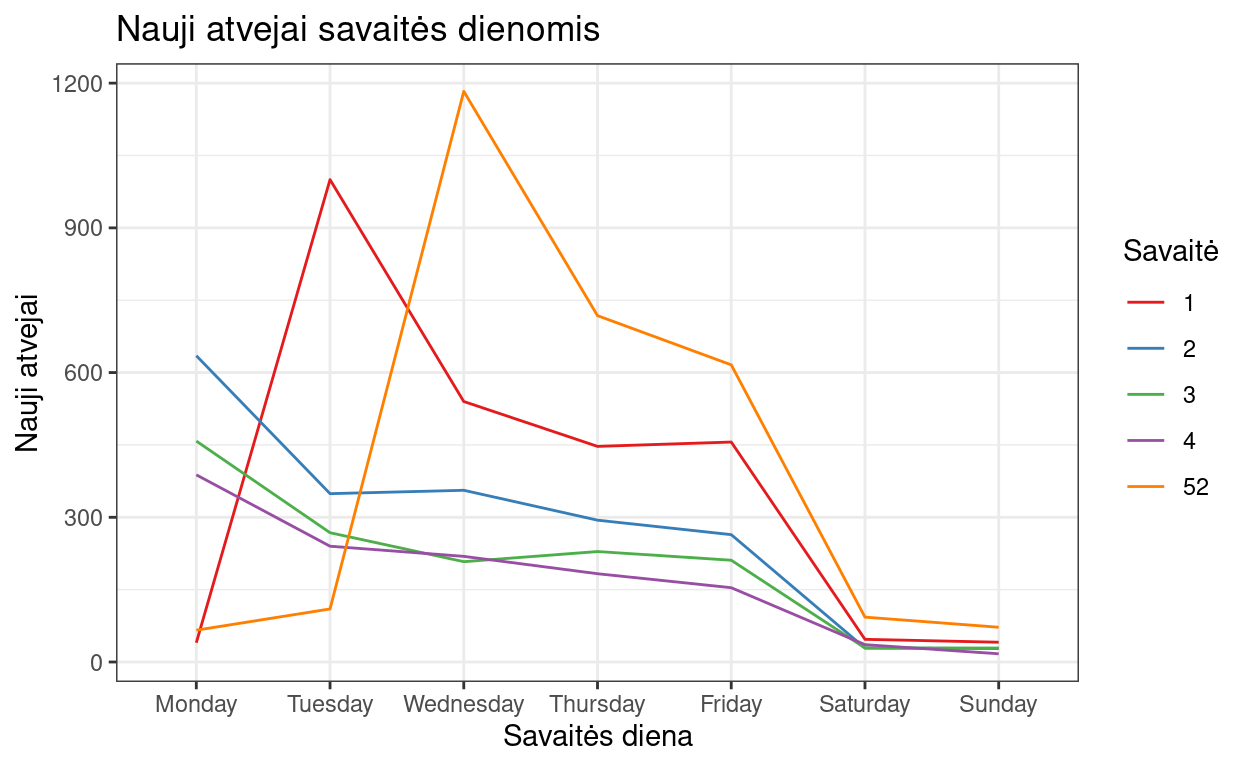 Nauji atvejai savaitės dienomis
1200
900
600
300
0
Nauji atvejai
Monday Tuesday Wednesday Thursday Friday Saturday Sunday
Savaitės diena
Savaitė
1
2
3
4
52